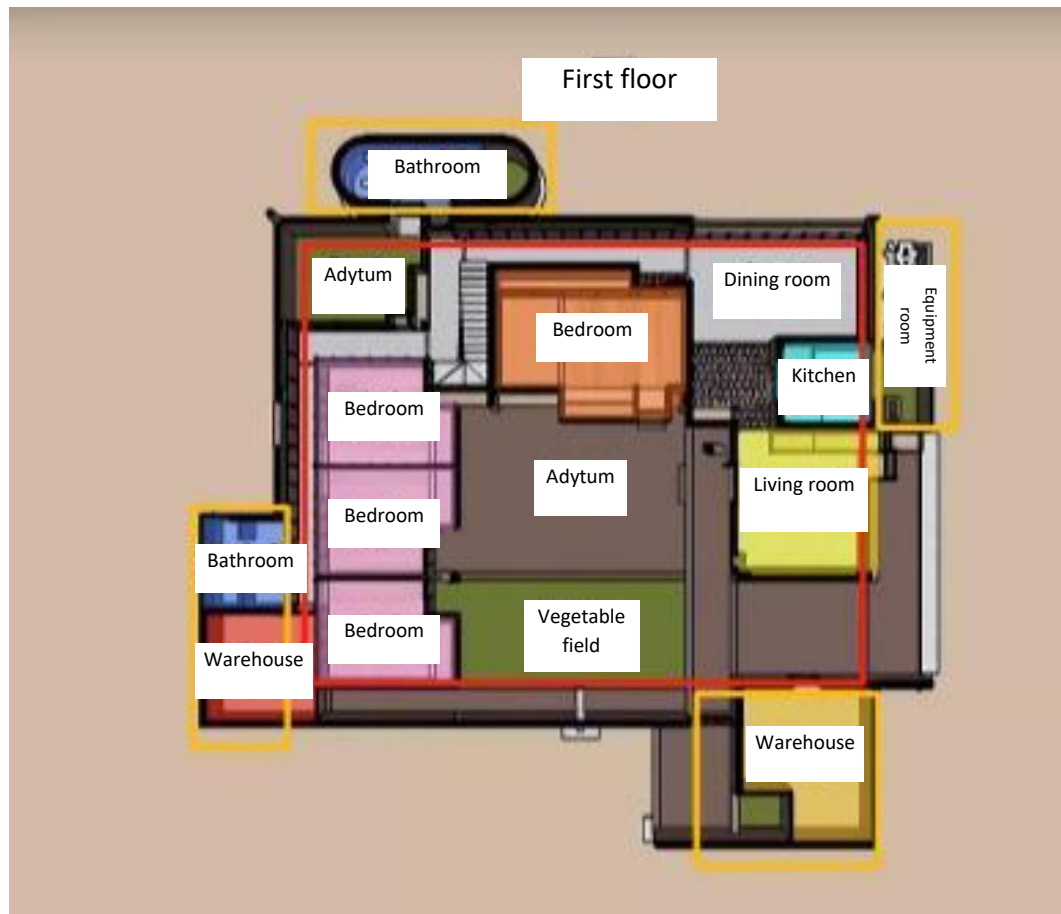 First floor
Bathroom
Adytum
Dining room
Equipment
room
Bedroom
Kitchen
Bedroom
Adytum
Living room
Bedroom
Bathroom
Bedroom
Vegetable
field
Warehouse
Warehouse